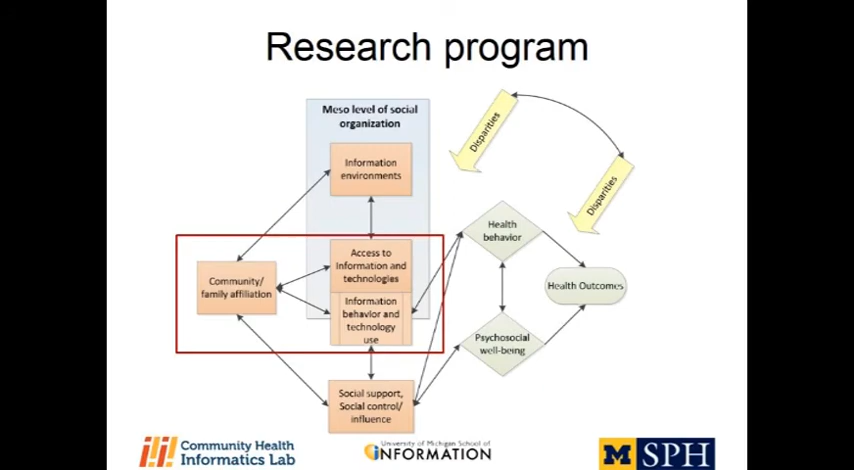 Research program
Meso level of social
organization
Information
environments
Disparities
Disparities
Access to
Information and
technologies
Community/
family affiliation
Information
behavior and
technology
use
Health
behavior
Health Outcomes
Psychosocial
well-being
Social support,
Social control/
influence
Community Health
Informatics Lab
University of Michigan School of
INFORMATION
M SPH